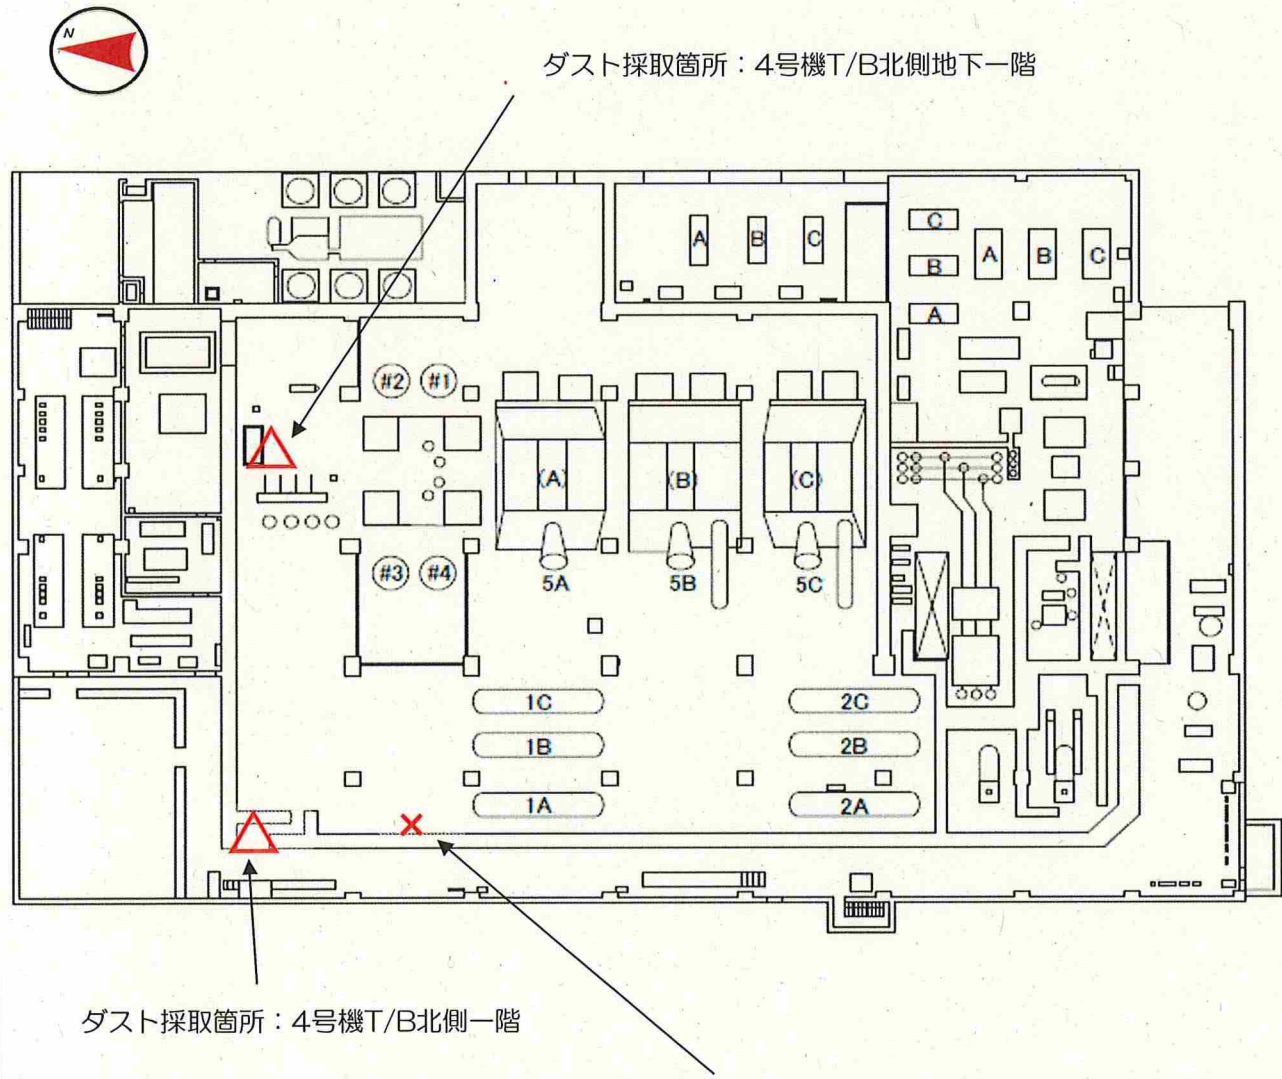 N
ダスト採取箇所：4号機T/B北側地下一階
A B C
C
B
A
A B C
#2 #1
(A) (B) (C)
#3 #4
5A 5B 5C
1C 2C
1B 2B
1A 2A
ダスト採取箇所：4号機T/B北側一階